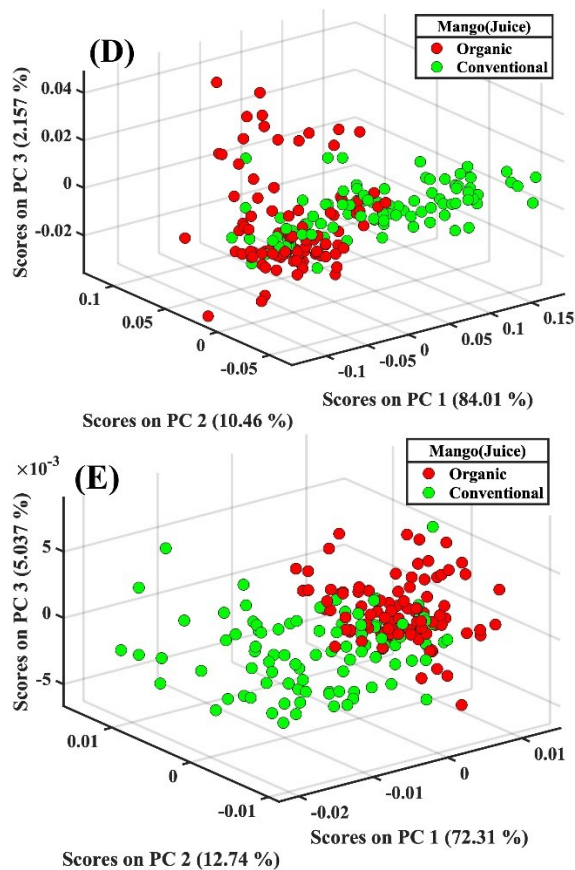 (D)
Mango(Juice)
Organic
Conventional
Scores on PC 3 (2.157 %)
0.04
0.02
0
-0.02
0.1
0.05
0
-0.05
-0.1
-0.05
0
0.05
0.1
0.15
Scores on PC 2 (10.46 %)
Scores on PC 1 (84.01 %)
×10⁻³
(E)
Mango(Juice)
Organic
Conventional
Scores on PC 3 (5.037 %)
5
0
-5
0.01
0
-0.01
-0.02
-0.01
0
0.01
Scores on PC 2 (12.74 %)
Scores on PC 1 (72.31 %)